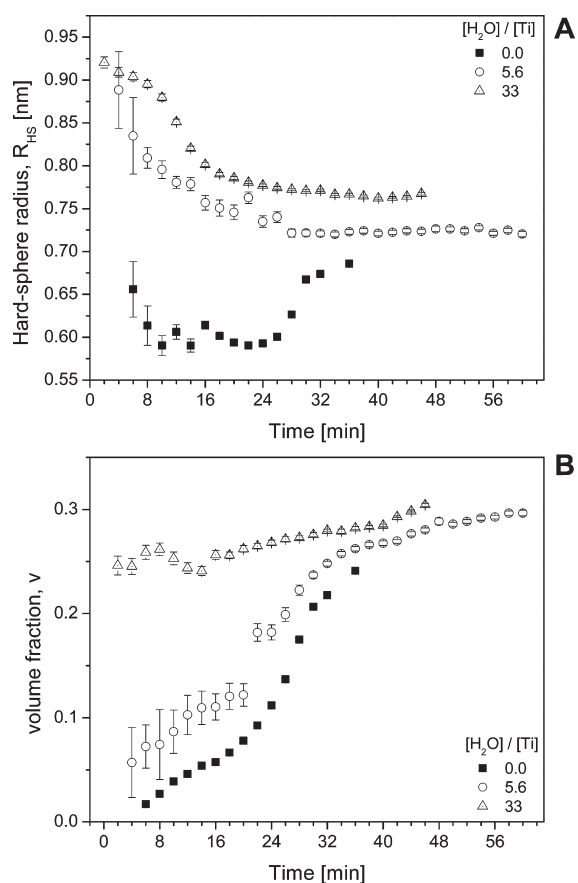 A
[H₂O] / [Ti]
0.0
5.6
33
Hard-sphere radius, R_HS [nm]
0.95
0.90
0.85
0.80
0.75
0.70
0.65
0.60
0.55
0 8 16 24 32 40 48 56
Time [min]
B
volume fraction, v
0.3
0.2
0.1
0.0
[H₂O] / [Ti]
0.0
5.6
33
0 8 16 24 32 40 48 56
Time [min]